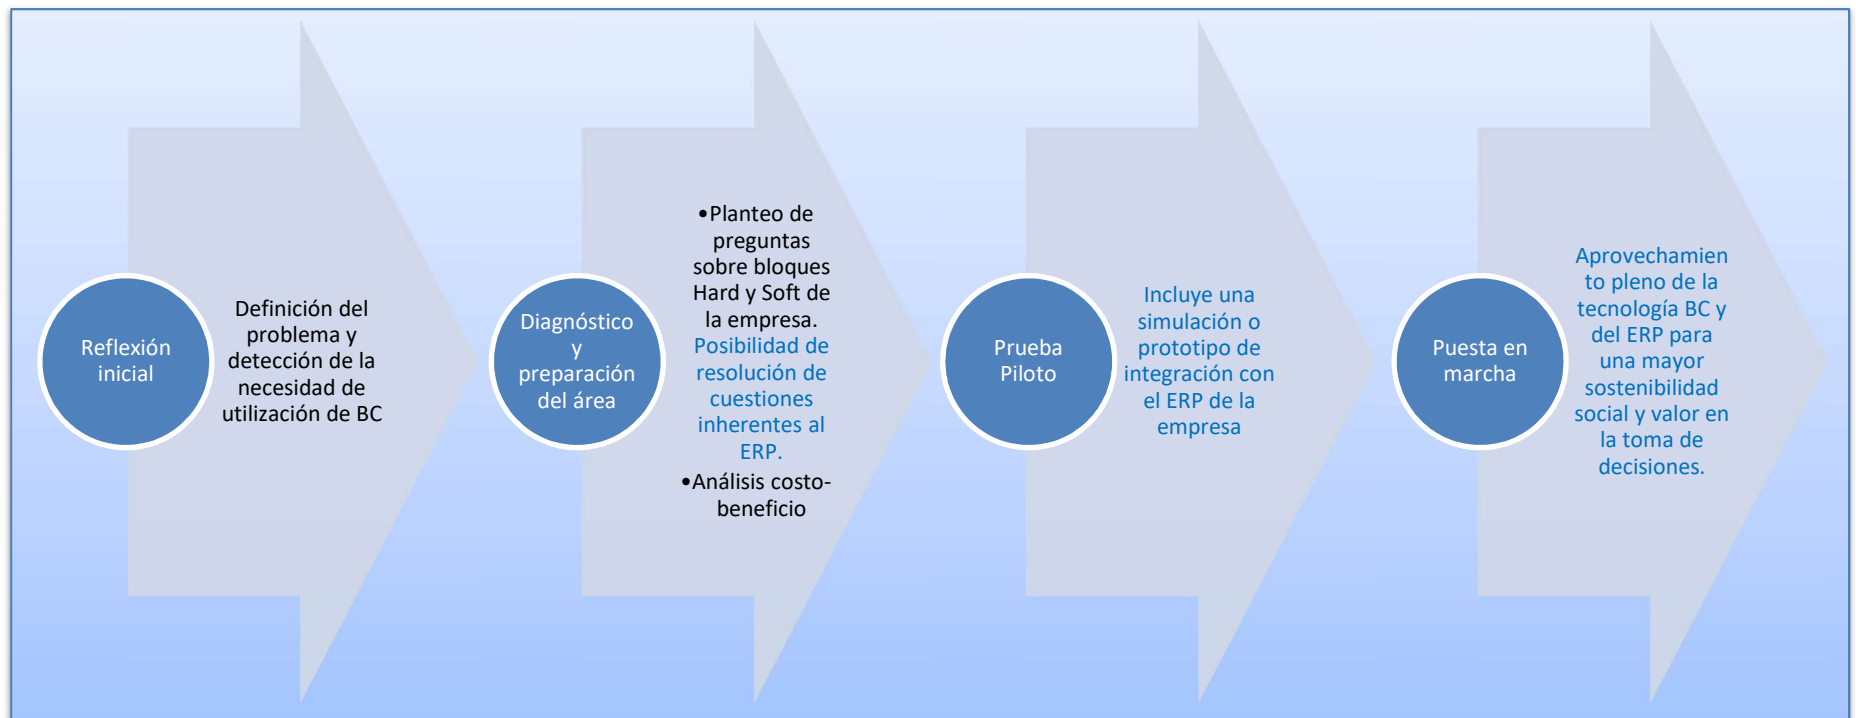 Reflexión
inicial
Definición del
problema y
detección de la
necesidad de
utilización de BC
Diagnóstico
y
preparación
del área
•Planteo de
preguntas
sobre bloques
Hard y Soft de
la empresa.
Posibilidad de
resolución de
cuestiones
inherentes al
ERP.
•Análisis costo-
beneficio
Prueba
Piloto
Incluye una
simulación o
prototipo de
integración con
el ERP de la
empresa
Puesta en
marcha
Aprovechamien
to pleno de la
tecnología BC y
del ERP para
una mayor
sostenibilidad
social y valor en
la toma de
decisiones.